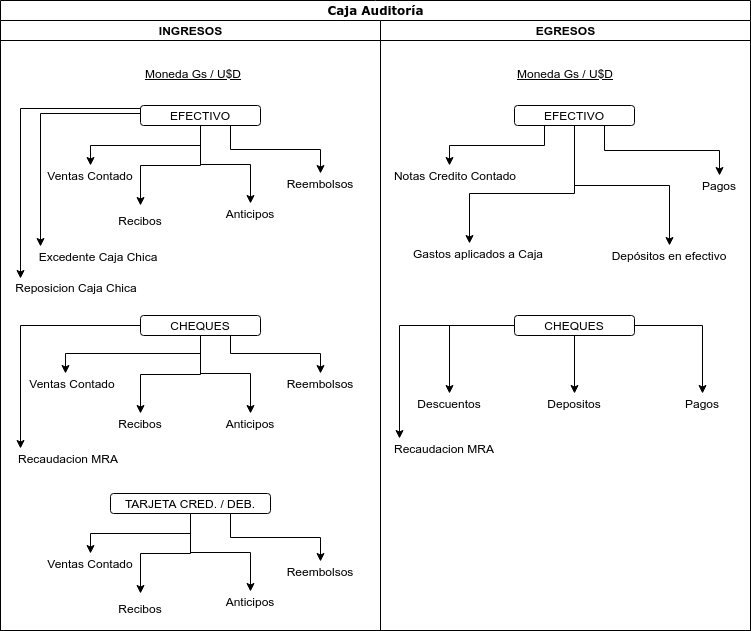 Caja Auditoría
INGRESOS
Moneda Gs / U$D
EFECTIVO
Ventas Contado
Recibos
Anticipos
Reembolsos
Excedente Caja Chica
Reposicion Caja Chica
CHEQUES
Ventas Contado
Recibos
Anticipos
Reembolsos
Recaudacion MRA
TARJETA CRED. / DEB.
Ventas Contado
Recibos
Anticipos
Reembolsos
EGRESOS
Moneda Gs / U$D
EFECTIVO
Notas Credito Contado
Pagos
Gastos aplicados a Caja
Depósitos en efectivo
CHEQUES
Descuentos
Depositos
Pagos
Recaudacion MRA